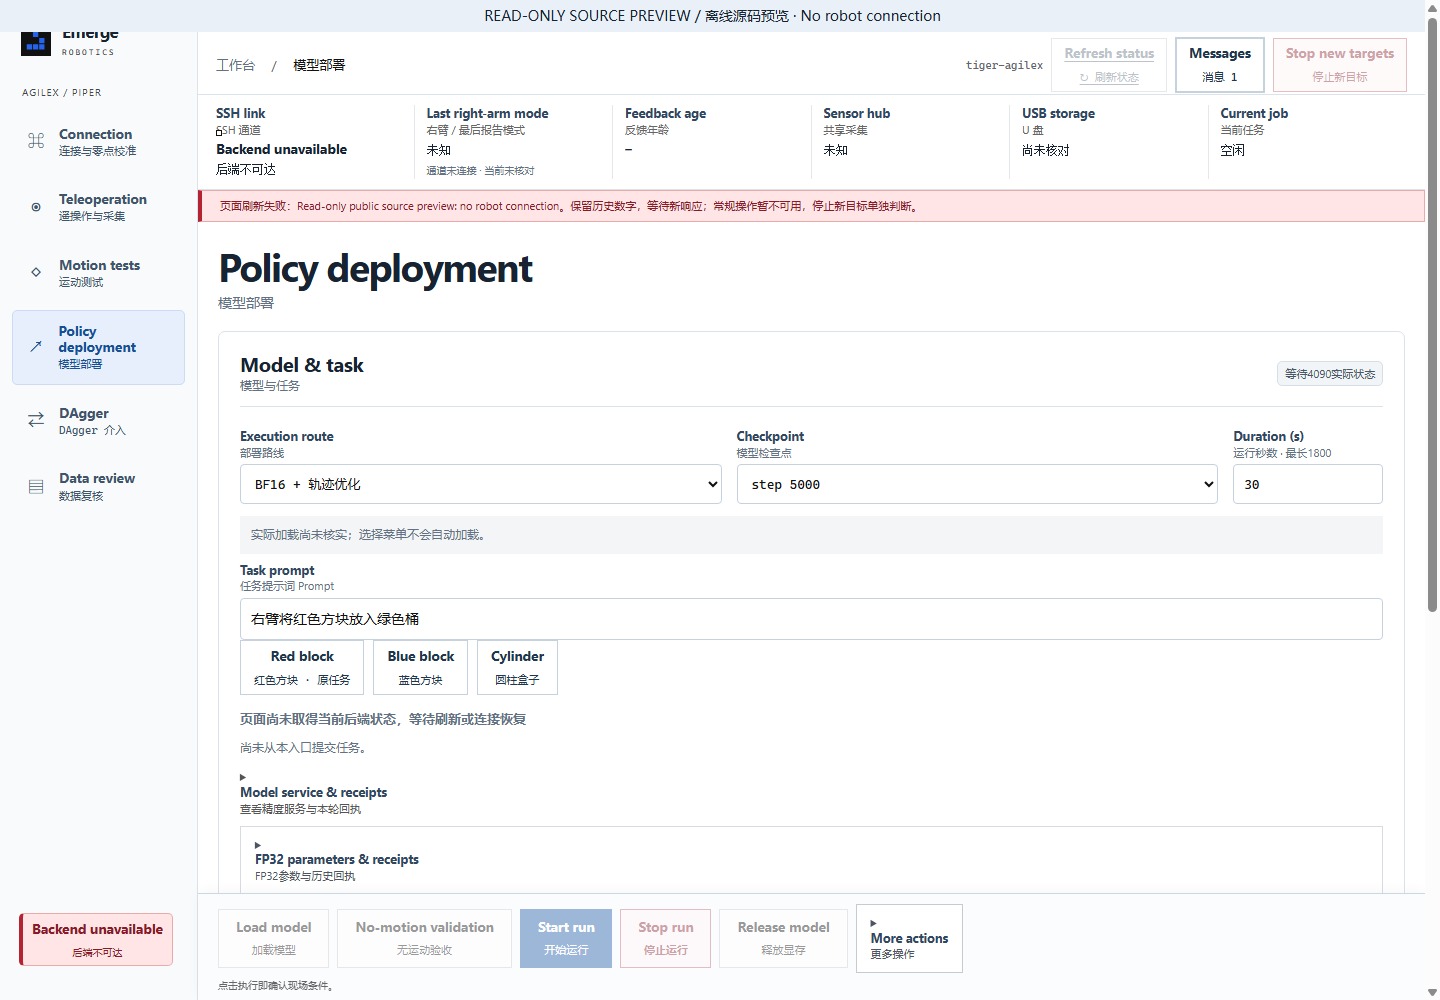 READ-ONLY SOURCE PREVIEW / 离线源码预览 · No robot connection
Emerge
ROBOTICS
AGILEX / PIPER
Connection
连接与零点校准
Teleoperation
遥操作与采集
Motion tests
运动测试
Policy
deployment
模型部署
DAgger
DAgger 介入
Data review
数据复核
Backend unavailable
后端不可达
工作台 / 模型部署
tiger-agilex
Refresh status
↻ 刷新状态
Messages
消息 1
Stop new targets
停止新目标
SSH link
SSH 通道
Backend unavailable
后端不可达
Last right-arm mode
右臂 / 最后报告模式
未知
通道未连接 · 当前未核对
Feedback age
反馈年龄
–
Sensor hub
共享采集
未知
USB storage
U 盘
尚未核对
Current job
当前任务
空闲
页面刷新失败：Read-only public source preview: no robot connection。保留历史数字，等待新响应；常规操作暂不可用，停止新目标单独判断。
Policy deployment
模型部署
Model & task
模型与任务
等待4090实际状态
Execution route
部署路线
BF16 + 轨迹优化
Checkpoint
模型检查点
step 5000
Duration (s)
运行秒数 · 最长1800
30
实际加载尚未核实；选择菜单不会自动加载。
Task prompt
任务提示词 Prompt
右臂将红色方块放入绿色桶
Red block
红色方块 · 原任务
Blue block
蓝色方块
Cylinder
圆柱盒子
页面尚未取得当前后端状态，等待刷新或连接恢复
尚未从本入口提交任务。
Model service & receipts
查看精度服务与本轮回执
FP32 parameters & receipts
FP32参数与历史回执
Load model
加载模型
No-motion validation
无运动验收
Start run
开始运行
Stop run
停止运行
Release model
释放显存
More actions
更多操作
点击执行即确认现场条件。